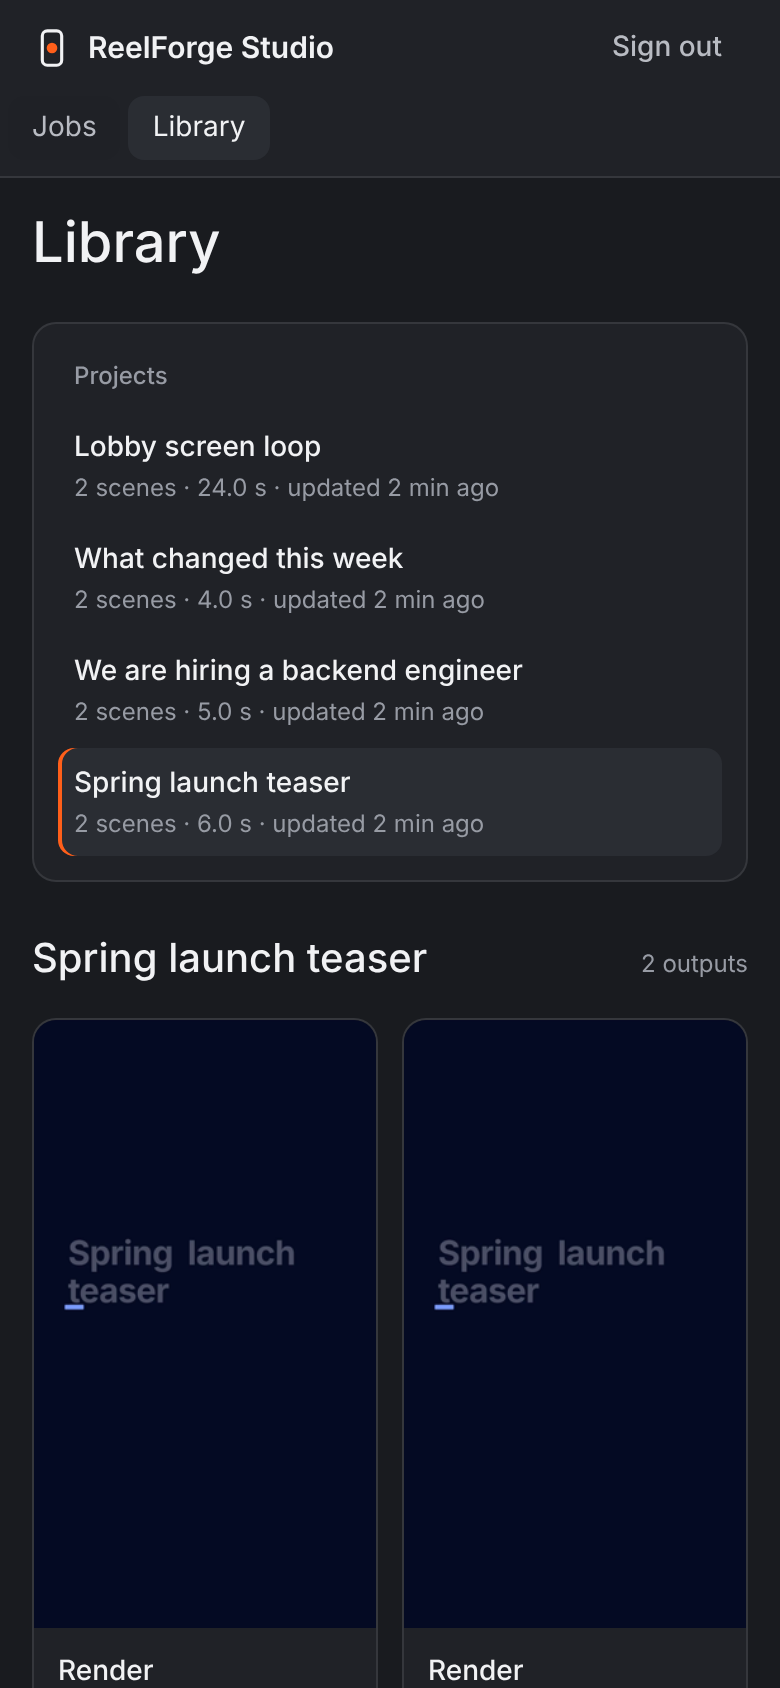 ReelForge Studio
Sign out
Jobs
Library
Library
Projects
Lobby screen loop
2 scenes · 24.0 s · updated 2 min ago
What changed this week
2 scenes · 4.0 s · updated 2 min ago
We are hiring a backend engineer
2 scenes · 5.0 s · updated 2 min ago
Spring launch teaser
2 scenes · 6.0 s · updated 2 min ago
Spring launch teaser
2 outputs
Spring launch
teaser
Spring launch
teaser
Render
Render